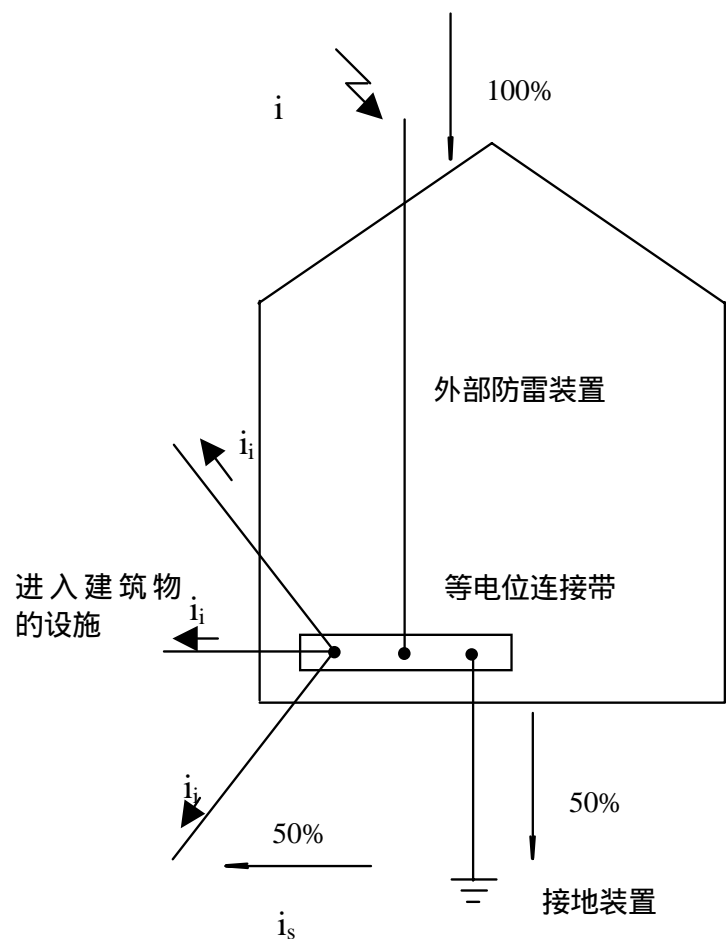 i
100%
外部防雷装置
iᵢ
进入建筑物
的设施
iᵢ
等电位连接带
iᵢ
50%
50%
接地装置
iₛ